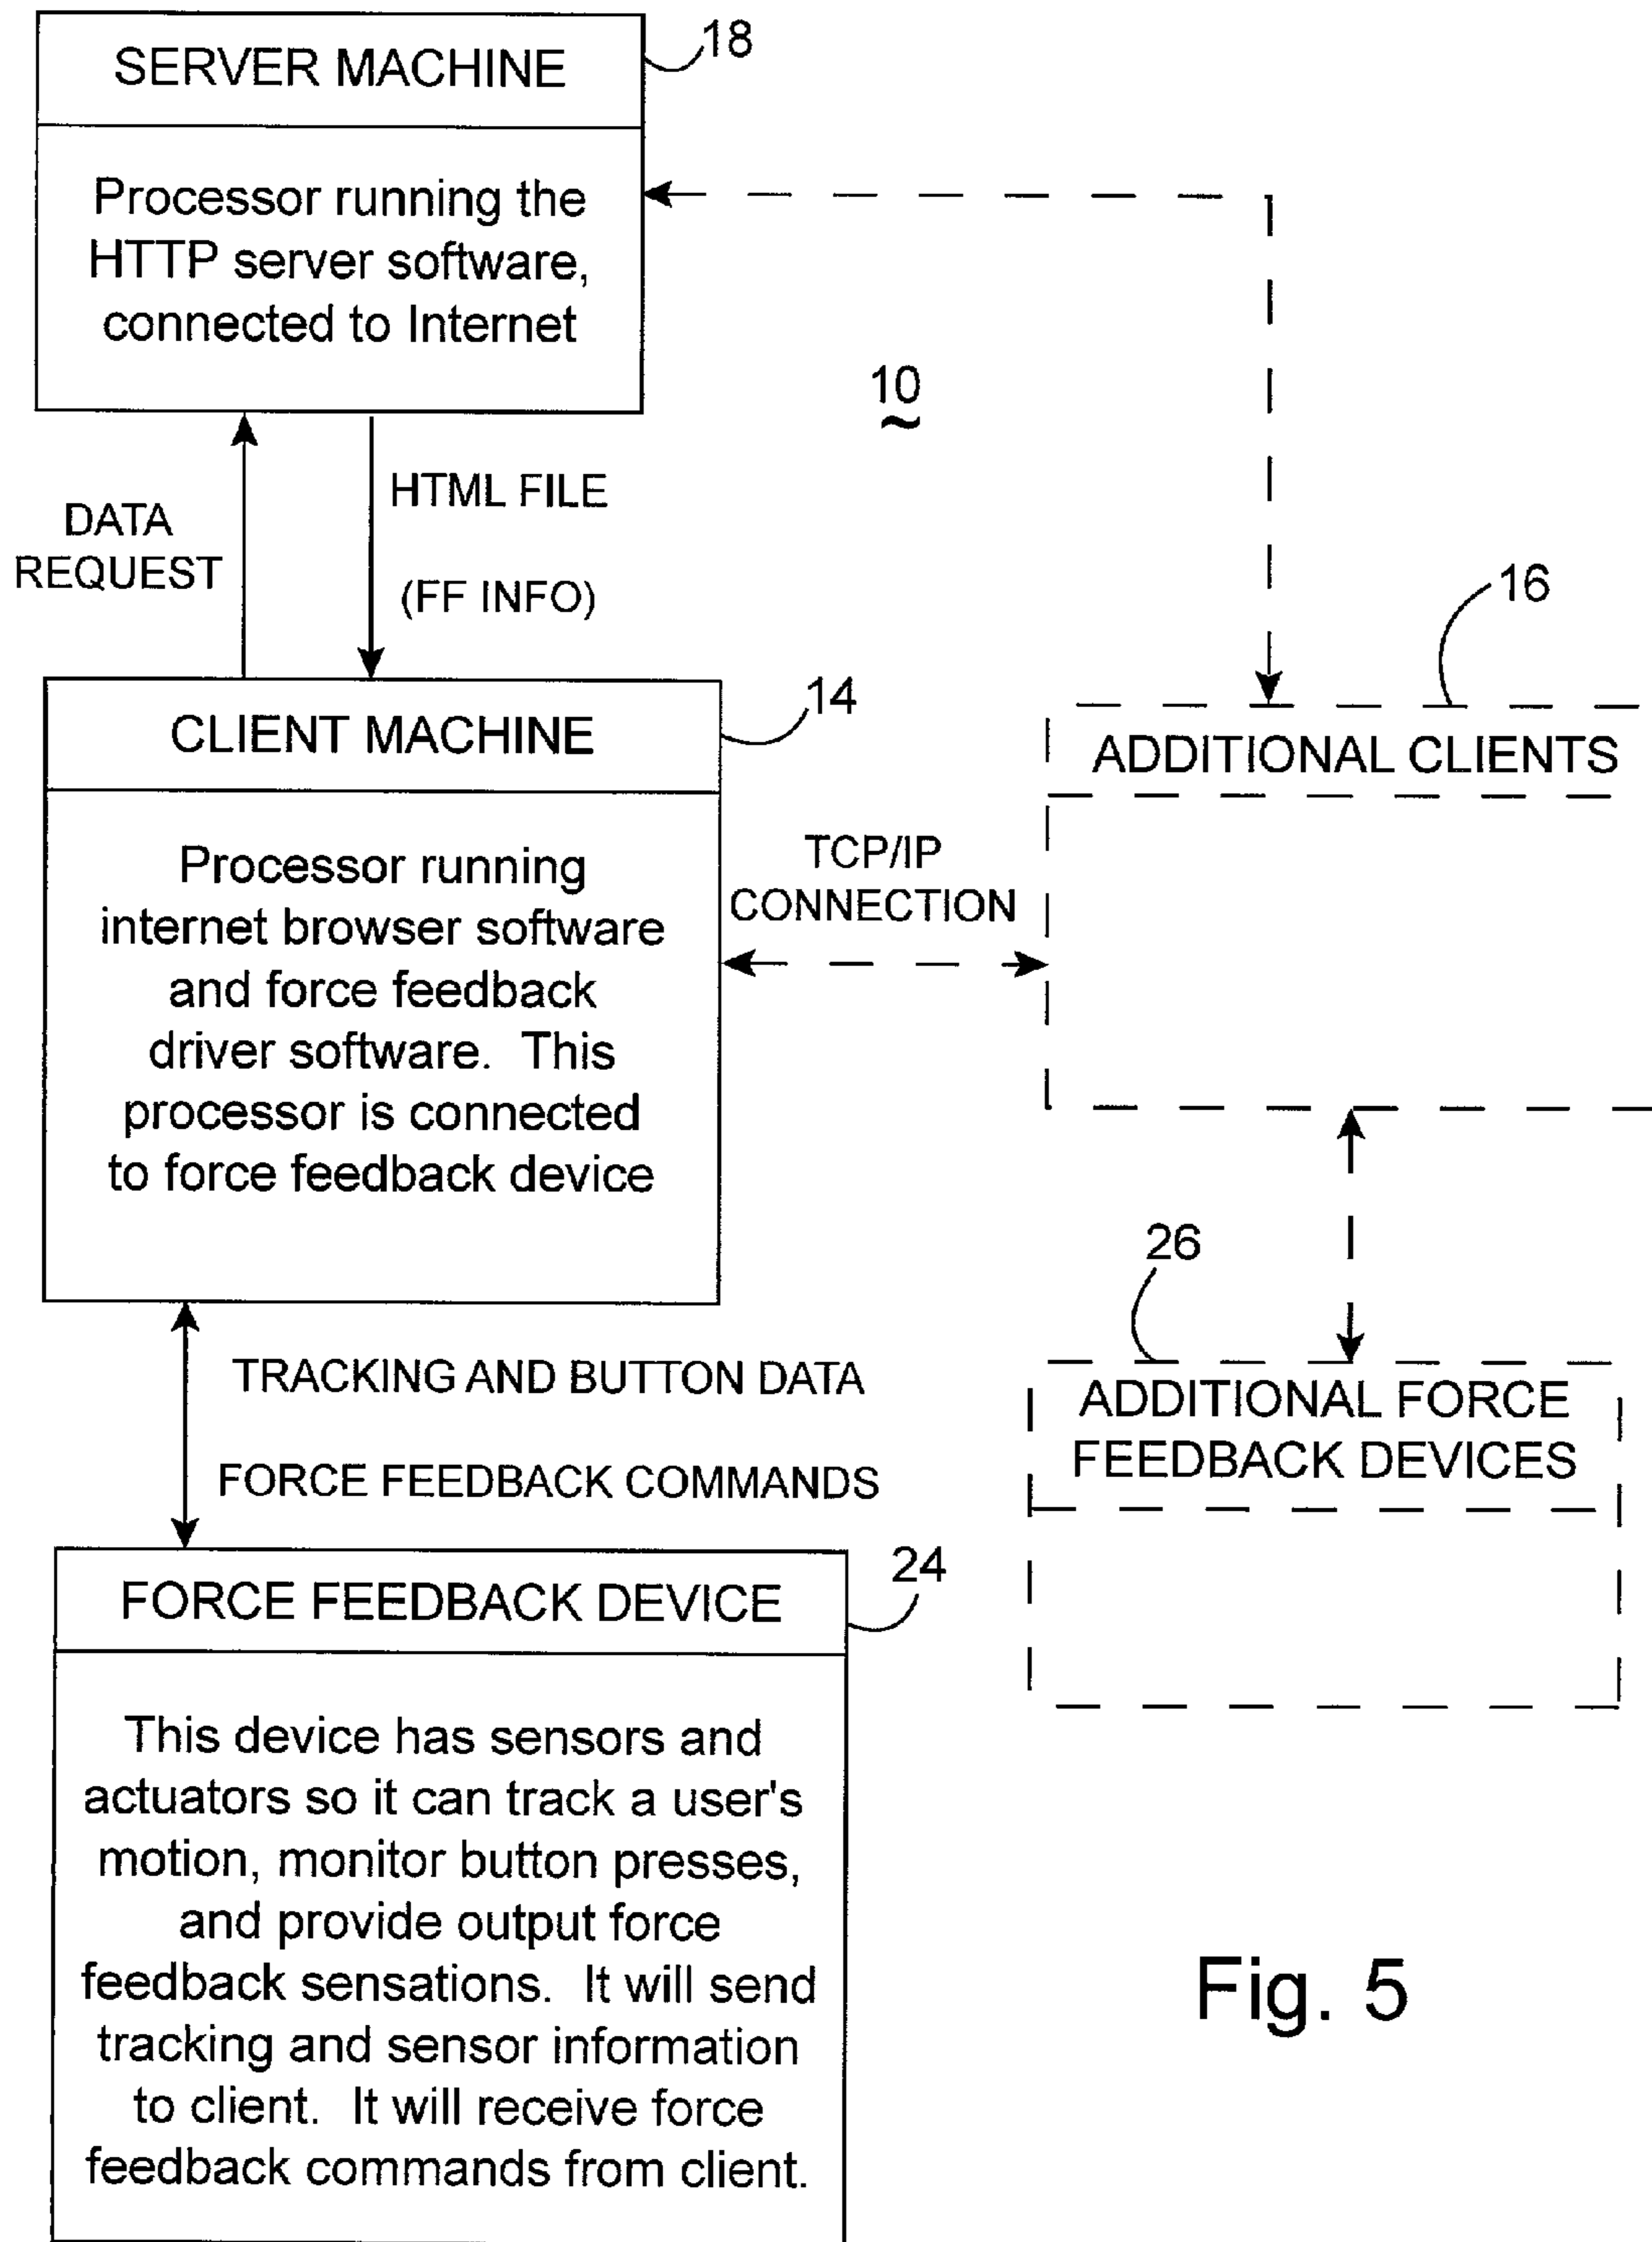 SERVER MACHINE
18
Processor running the
HTTP server software,
connected to Internet
10
DATA
REQUEST
HTML FILE
(FF INFO)
CLIENT MACHINE
14
Processor running
internet browser software
and force feedback
driver software.  This
processor is connected
to force feedback device
TCP/IP
CONNECTION
16
ADDITIONAL CLIENTS
TRACKING AND BUTTON DATA
FORCE FEEDBACK COMMANDS
26
ADDITIONAL FORCE
FEEDBACK DEVICES
FORCE FEEDBACK DEVICE
24
This device has sensors and
actuators so it can track a user's
motion, monitor button presses,
and provide output force
feedback sensations.  It will send
tracking and sensor information
to client.  It will receive force
feedback commands from client.
Fig. 5